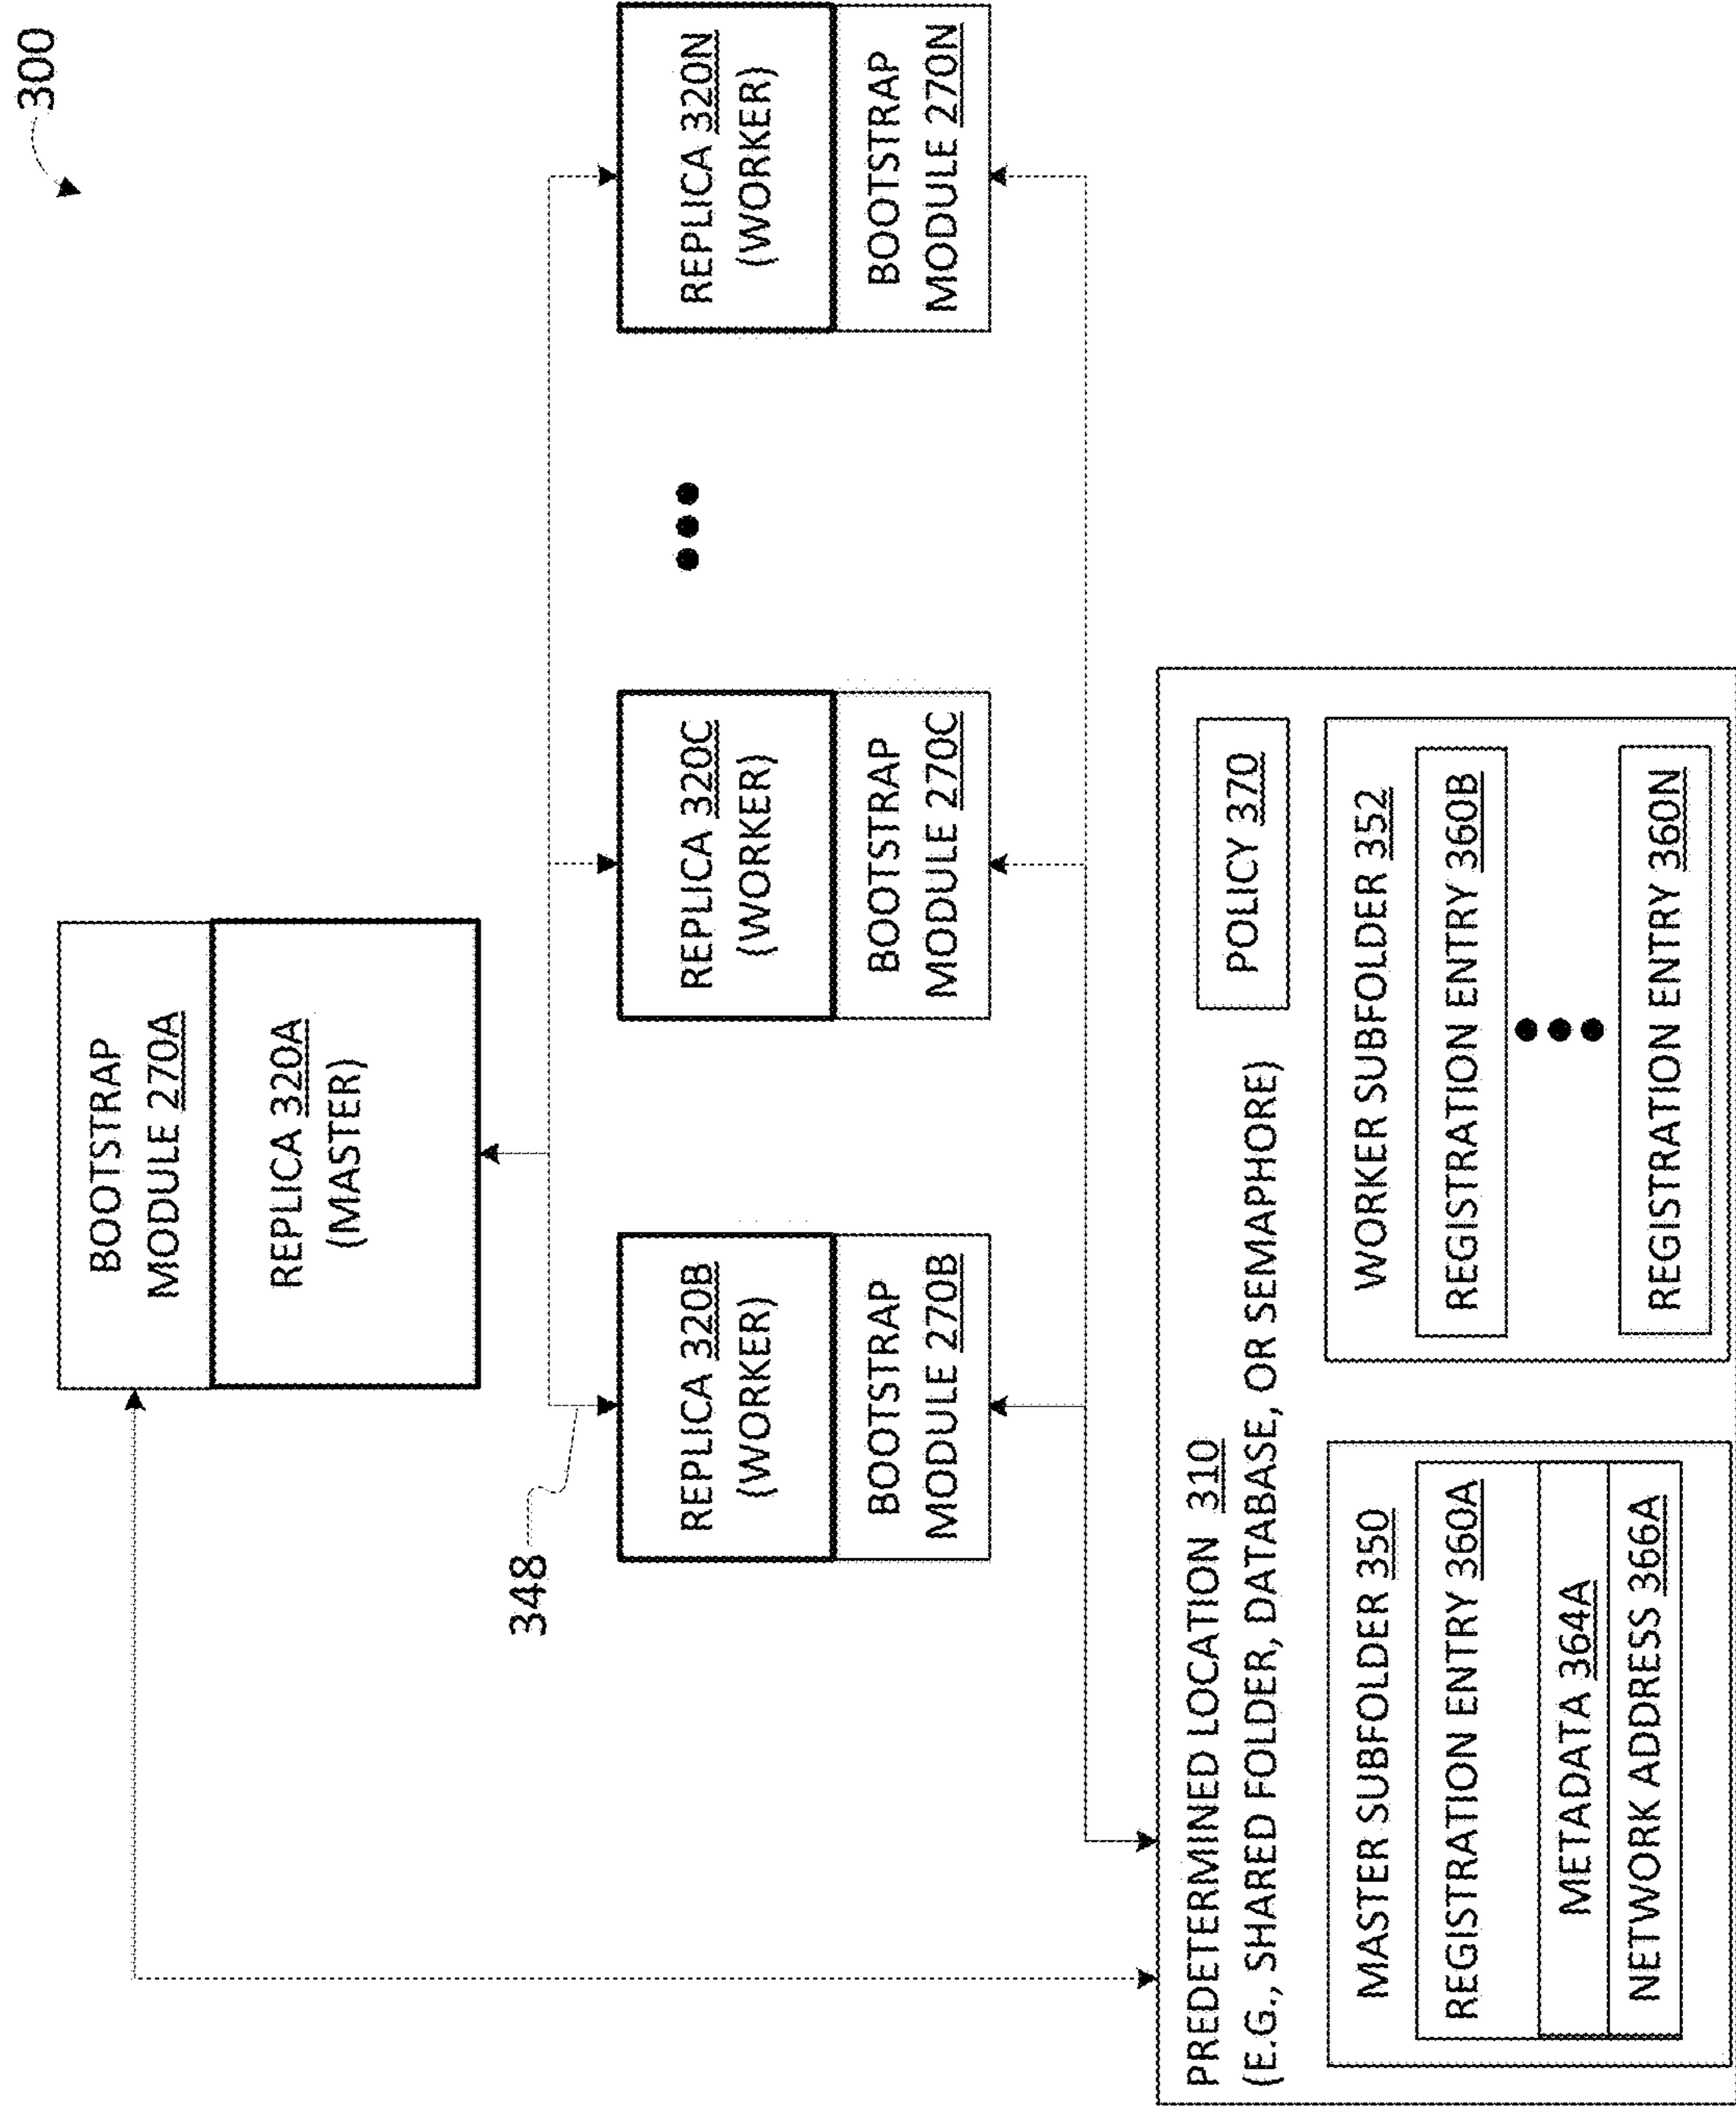 300
BOOTSTRAP
MODULE 270A
REPLICA 320A
(MASTER)
348
REPLICA 320B
(WORKER)
BOOTSTRAP
MODULE 270B
REPLICA 320C
(WORKER)
BOOTSTRAP
MODULE 270C
REPLICA 320N
(WORKER)
BOOTSTRAP
MODULE 270N
PREDETERMINED LOCATION 310
(E.G., SHARED FOLDER, DATABASE, OR SEMAPHORE)
POLICY 370
MASTER SUBFOLDER 350
REGISTRATION ENTRY 360A
METADATA 364A
NETWORK ADDRESS 366A
WORKER SUBFOLDER 352
REGISTRATION ENTRY 360B
REGISTRATION ENTRY 360N